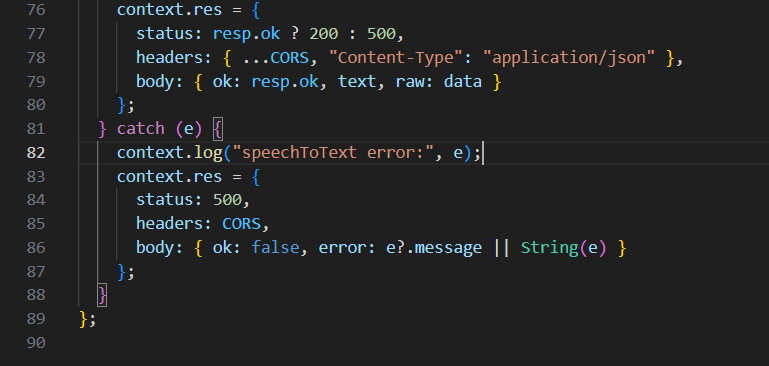 76 context.res = {
77 status: resp.ok ? 200 : 500,
78 headers: { ...CORS, "Content-Type": "application/json" },
79 body: { ok: resp.ok, text, raw: data }
80 };
81 } catch (e) {
82 context.log("speechToText error:", e);
83 context.res = {
84 status: 500,
85 headers: CORS,
86 body: { ok: false, error: e?.message || String(e) }
87 };
88 }
89 };
90